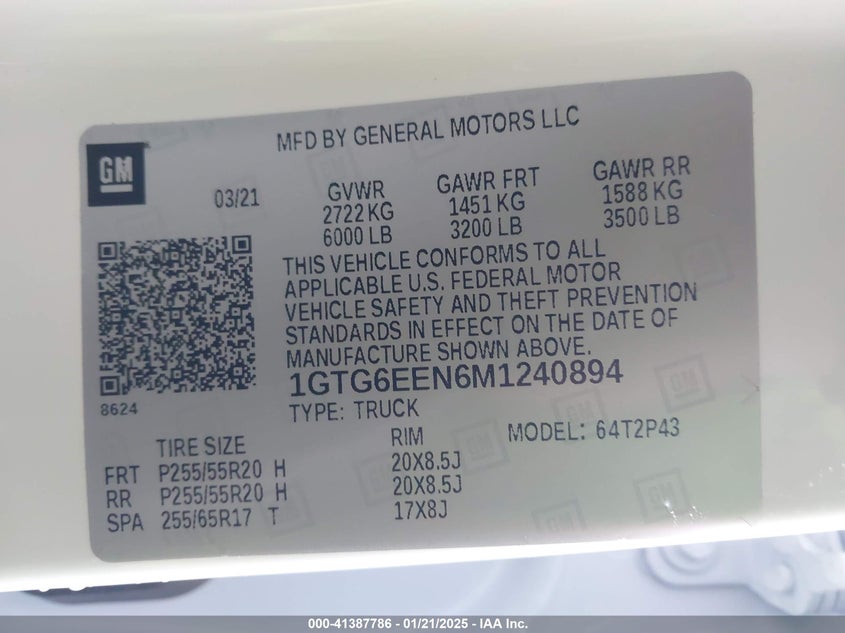 MFD BY GENERAL MOTORS LLC
GM
03/21
GVWR GAWR FRT GAWR RR
2722 KG 1451 KG 1588 KG
6000 LB 3200 LB 3500 LB
THIS VEHICLE CONFORMS TO ALL
APPLICABLE U.S. FEDERAL MOTOR
VEHICLE SAFETY AND THEFT PREVENTION
STANDARDS IN EFFECT ON THE DATE OF
MANUFACTURE SHOWN ABOVE.
1GTG6EEN6M1240894
8624
TYPE: TRUCK
MODEL: 64T2P43
TIRE SIZE RIM
FRT P255/55R20 H 20X8.5J
RR P255/55R20 H 20X8.5J
SPA 255/65R17 T 17X8J
000-41387786 - 01/21/2025 - © IAA, Inc.